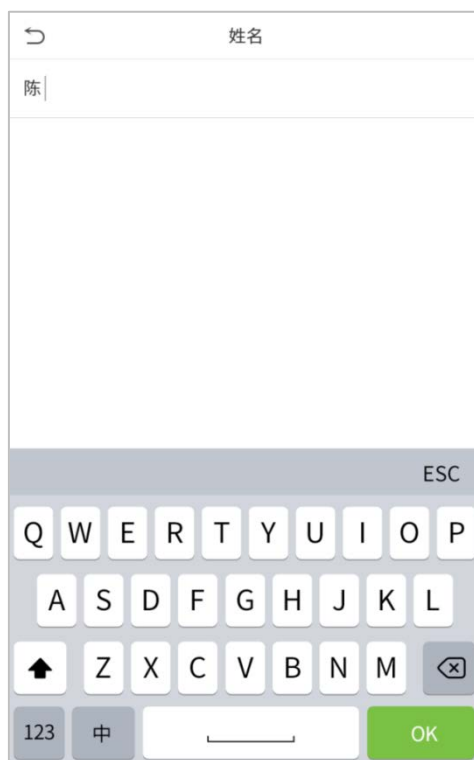 姓名
陈
ESC
Q W E R T Y U I O P
A S D F G H J K L
Z X C V B N M
123 中 OK